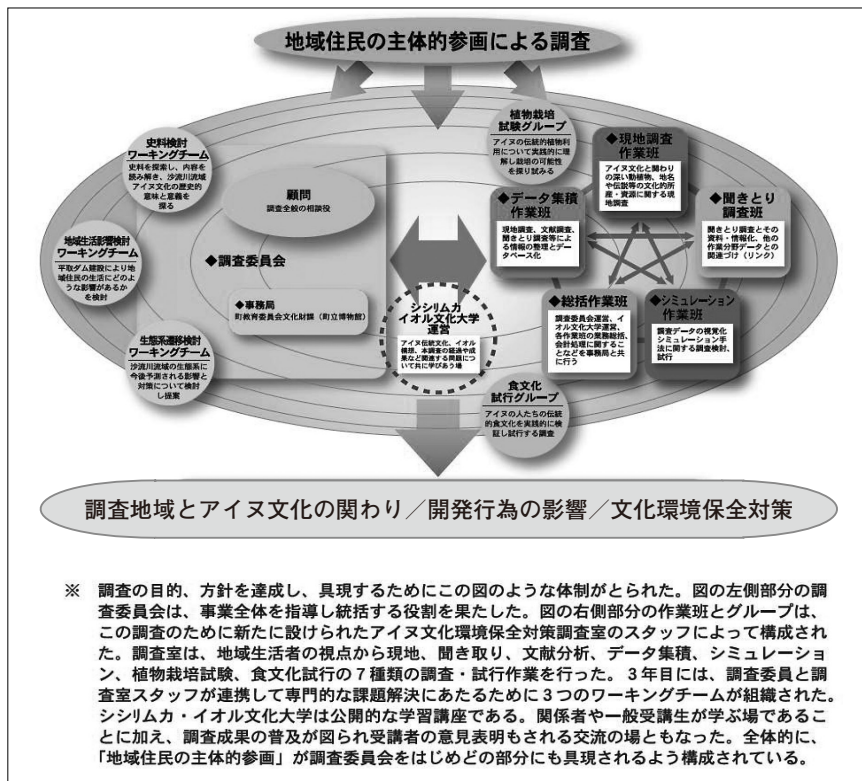 地域住民の主体的参画による調査
史料検討
ワーキングチーム
史料を探索し、内容を
読み解き、沙流川流域
アイヌ文化の歴史的
意味と意義を
探る
地域生活影響検討
ワーキングチーム
平取ダム建設により地
域住民の生活にどのよ
うな影響があるか
を検討
生態系遷移検討
ワーキングチーム
沙流川流域の生態系に
今後予測される影響と
対策について検討
し提案
顧問
調査全般の相談役
◆調査委員会
◆事務局
町教育委員会文化財課（町立博物館）
シシリムカ
イオル文化大学
運営
アイヌ伝統文化、イオル
構想、本調査の経過や成
果など関連する問題につ
いて共に学びあう場
植物栽培
試験グループ
アイヌの伝統的植物利
用について実践的に理
解し栽培の可能性
を探り試みる
◆現地調査
作業班
アイヌ文化と関わり
の深い動植物、地名
や伝説等の文化的所
産・資源に関する現
地調査
◆データ集積
作業班
現地調査、文献調査、
聞きとり調査等によ
る情報の整理とデー
タベース化
◆聞きとり
調査班
聞きとり調査とその
資料・情報化、他の
作業分野データとの
関連づけ（リンク）
◆総括作業班
調査委員会運営、イ
オル文化大学運営、
各作業班の業務総括、
会計処理に関するこ
となどを事務局と共
に行う
◆シミュレーション
作業班
調査データの視覚化
シミュレーション手
法に関する調査検討、
試行
食文化
試行グループ
アイヌの人たちの伝統
的食文化を実践的に検
証し試行する調査
調査地域とアイヌ文化の関わり／開発行為の影響／文化環境保全対策
※　調査の目的、方針を達成し、具現するためにこの図のような体制がとられた。図の左側部分の調
査委員会は、事業全体を指導し統括する役割を果たした。図の右側部分の作業班とグループは、
この調査のために新たに設けられたアイヌ文化環境保全対策調査室のスタッフによって構成され
た。調査室は、地域生活者の視点から現地、聞き取り、文献分析、データ集積、シミュレーショ
ン、植物栽培試験、食文化試行の７種類の調査・試行作業を行った。３年目には、調査委員と調
査室スタッフが連携して専門的な課題解決にあたるために３つのワーキングチームが組織された。
シシリムカ・イオル文化大学は公開的な学習講座である。関係者や一般受講生が学ぶ場であるこ
とに加え、調査成果の普及が図られ受講者の意見表明もされる交流の場ともなった。全体的に、
「地域住民の主体的参画」が調査委員会をはじめどの部分にも具現されるよう構成されている。